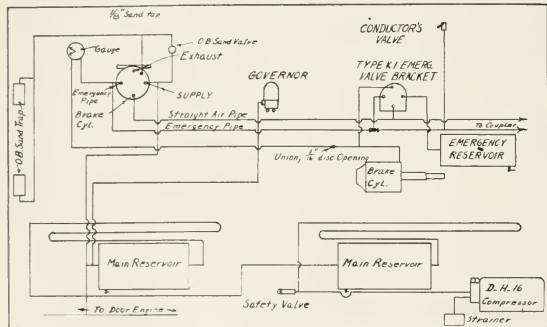 1/8" Sand tap
Gauge
O.B. Sand Valve
Exhaust
Emergency
Pipe
SUPPLY
Brake
Cyl.
O.B. Sand Trap
GOVERNOR
CONDUCTOR'S
VALVE
TYPE K1 EMERG.
VALVE BRACKET
Straight Air Pipe
Emergency Pipe
To Coupler
EMERGENCY
RESERVOIR
Union, 1/16" disc Opening
Brake
Cyl.
Main Reservoir
Main Reservoir
To Door Engine
Safety Valve
D.H. 16
Compressor
Strainer